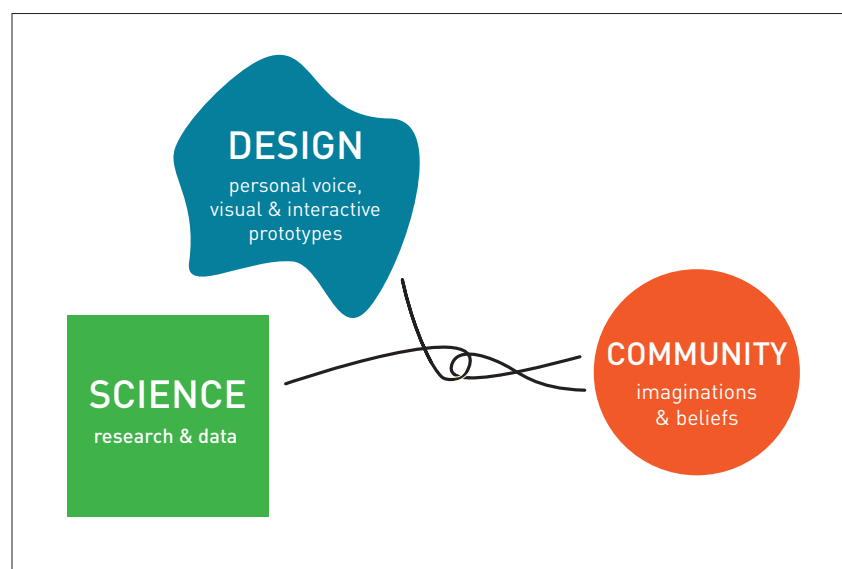 DESIGN
personal voice,
visual & interactive
prototypes
SCIENCE
research & data
COMMUNITY
imaginations
& beliefs